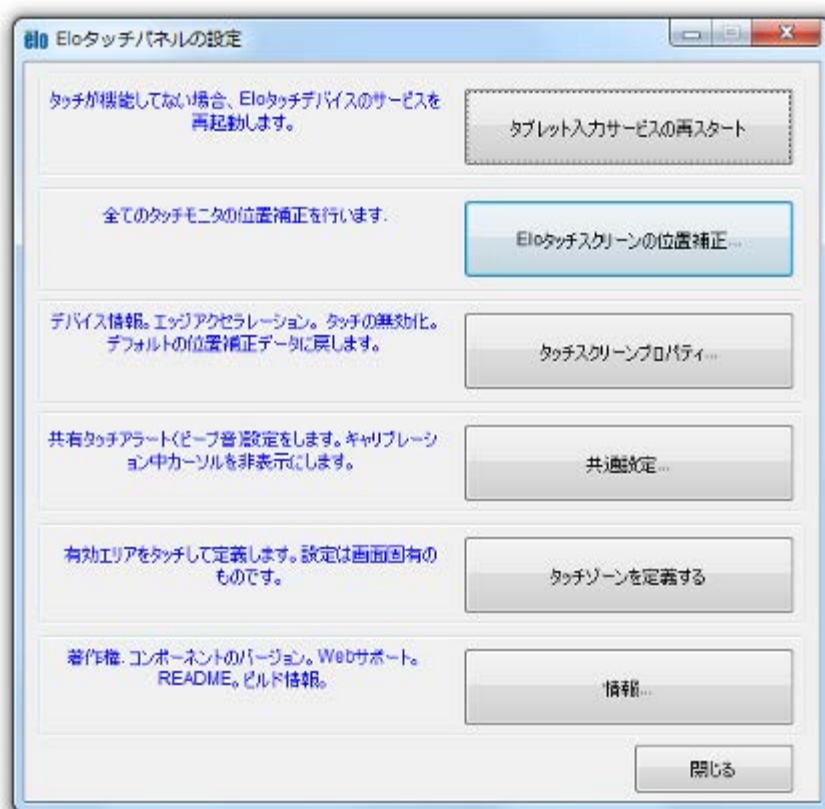 elo Eloタッチパネルの設定
タッチが機能してない場合、Eloタッチデバイスのサービスを
再起動します。
タブレット入力サービスの再スタート
全てのタッチモニタの位置補正を行います.
Eloタッチスクリーンの位置補正...
デバイス情報。エッジアクセラレーション。タッチの無効化。
デフォルトの位置補正データに戻します。
タッチスクリーンプロパティ...
共有タッチアラート(ビープ音)設定をします。キャリブレーシ
ョン中カーソルを非表示にします。
共通設定...
有効エリアをタッチして定義します。設定は画面固有の
ものです。
タッチゾーンを定義する
著作権. コンポーネントのバージョン。Webサポート。
README。ビルド情報。
情報...
閉じる